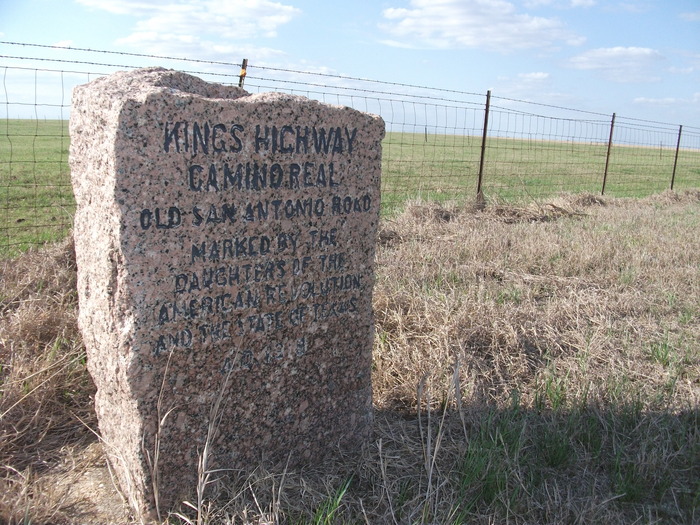 KINGS HIGHWAY
CAMINO REAL
OLD SAN ANTONIO ROAD
MARKED BY THE
DAUGHTERS OF THE
AMERICAN REVOLUTION
AND THE STATE OF TEXAS
A.D. 1918